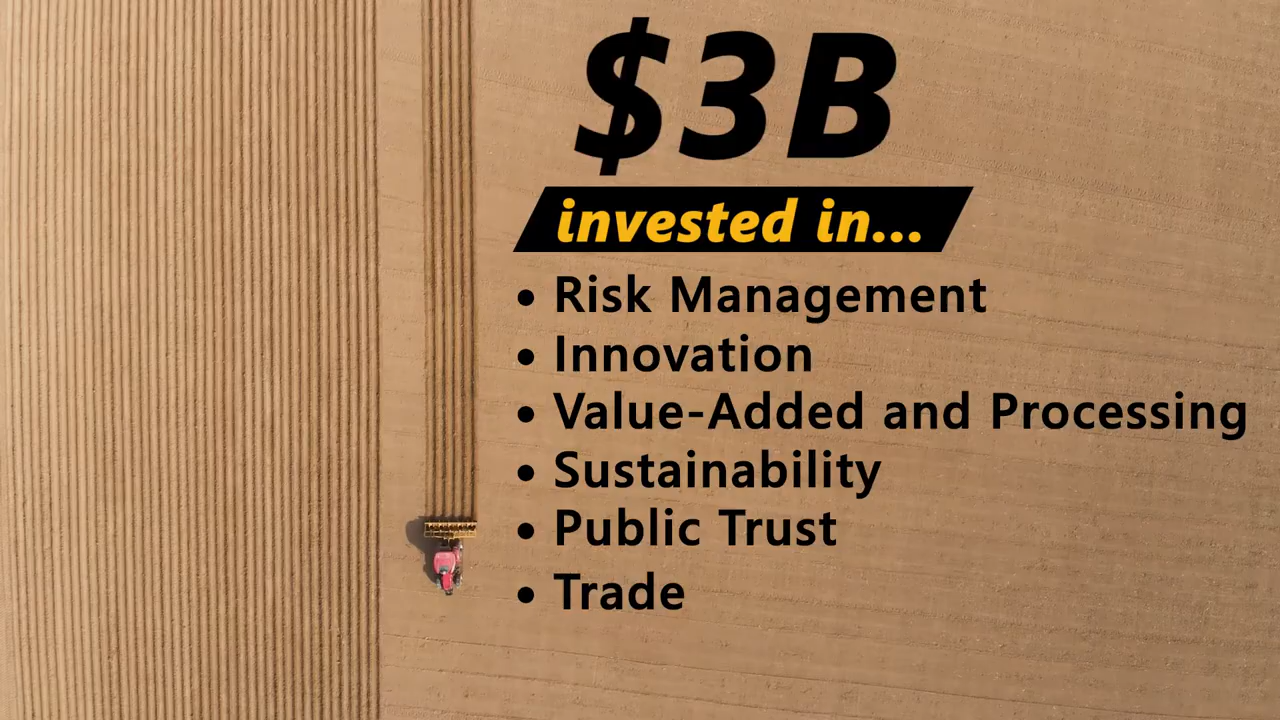 $3B
invested in...
• Risk Management
• Innovation
• Value-Added and Processing
• Sustainability
• Public Trust
• Trade